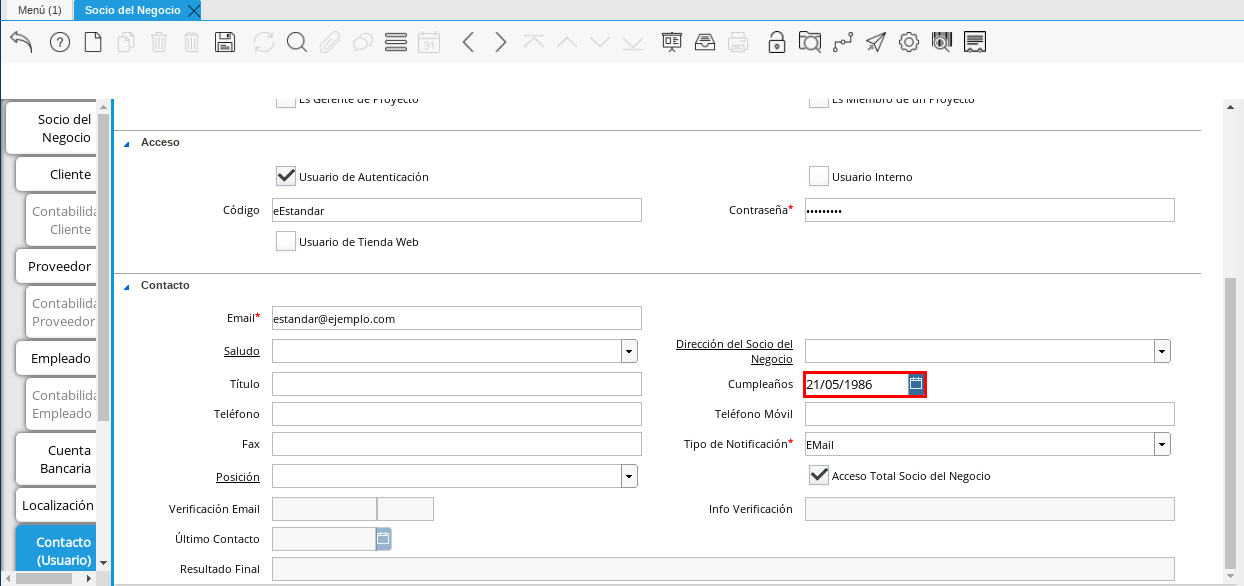 Menú (1)
Socio del Negocio
31
Socio del
Negocio
Cliente
Contabilida
Cliente
Proveedor
Contabilida
Proveedor
Empleado
Contabilida
Empleado
Cuenta
Bancaria
Localización
Contacto
(Usuario)
Es Gerente de Proyecto
Es Miembro de un Proyecto
Acceso
Usuario de Autenticación
Usuario Interno
Código
eEstandar
Contraseña*
•••••••••
Usuario de Tienda Web
Contacto
Email*
estandar@ejemplo.com
Saludo
Dirección del Socio del
Negocio
Título
Cumpleaños
21/05/1986
Teléfono
Teléfono Móvil
Fax
Tipo de Notificación*
EMail
Posición
Acceso Total Socio del Negocio
Verificación Email
Info Verificación
Último Contacto
Resultado Final